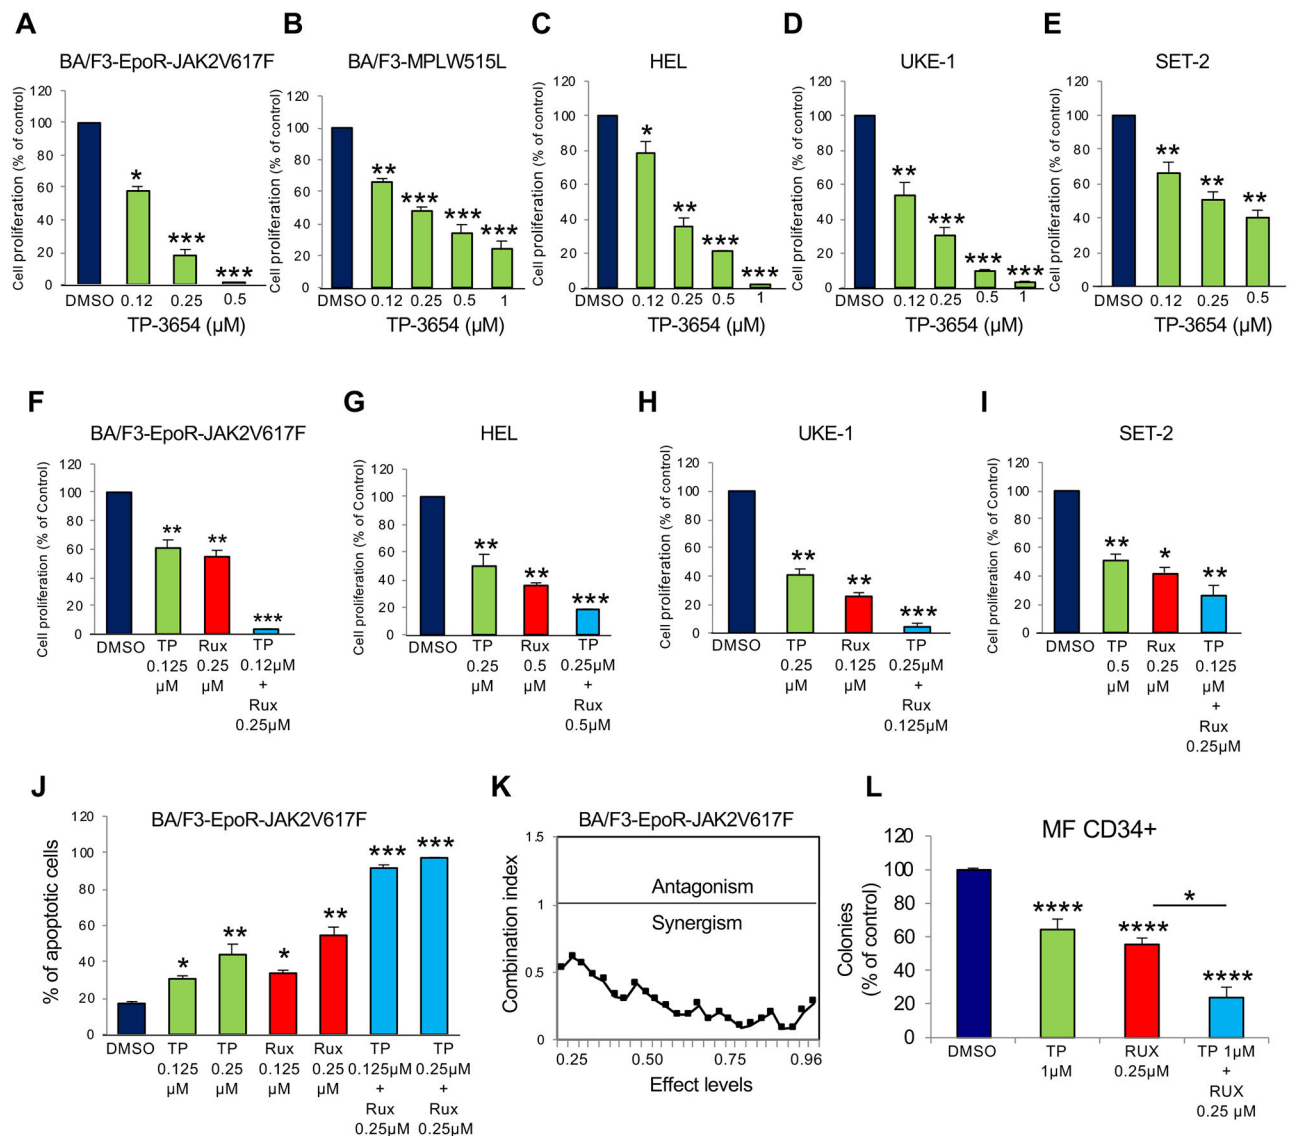 A
BA/F3-EpoR-JAK2V617F
Cell proliferation (% of control)
120
100
80
60
40
20
0
*
***
***
DMSO 0.12 0.25 0.5
TP-3654 (µM)
B
BA/F3-MPLW515L
Cell proliferation (% of control)
120
100
80
60
40
20
0
**
***
***
***
DMSO 0.12 0.25 0.5 1
TP-3654 (µM)
C
HEL
Cell proliferation (% of control)
120
100
80
60
40
20
0
*
**
***
***
DMSO 0.12 0.25 0.5 1
TP-3654 (µM)
D
UKE-1
Cell proliferation (% of control)
120
100
80
60
40
20
0
**
***
***
***
DMSO 0.12 0.25 0.5 1
TP-3654 (µM)
E
SET-2
Cell proliferation (% of control)
120
100
80
60
40
20
0
**
**
**
DMSO 0.12 0.25 0.5
TP-3654 (µM)
F
BA/F3-EpoR-JAK2V617F
Cell proliferation (% of Control)
120
100
80
60
40
20
0
**
**
***
DMSO TP Rux TP
0.125 0.25 0.12µM
µM µM +
Rux
0.25µM
G
HEL
Cell proliferation (% of Control)
120
100
80
60
40
20
0
**
**
***
DMSO TP Rux TP
0.25 0.5 0.25µM
µM µM +
Rux
0.5µM
H
UKE-1
Cell proliferation (% of Control)
120
100
80
60
40
20
0
**
**
***
DMSO TP Rux TP
0.25 0.125 0.25µM
µM µM +
Rux
0.125µM
I
SET-2
Cell proliferation (% of Control)
120
100
80
60
40
20
0
**
*
**
DMSO TP Rux TP
0.5 0.25 0.125
µM µM µM
+
Rux
0.25µM
J
BA/F3-EpoR-JAK2V617F
% of apoptotic cells
120
100
80
60
40
20
0
*
**
*
**
***
***
DMSO TP TP Rux Rux TP TP
0.125 0.25 0.125 0.25 0.125µM 0.25µM
µM µM µM µM + +
Rux Rux
0.25µM 0.25µM
K
BA/F3-EpoR-JAK2V617F
Combination index
1.5
1
0.5
0
Antagonism
Synergism
0.25 0.50 0.75 0.96
Effect levels
L
MF CD34+
Colonies
(% of control)
120
100
80
60
40
20
0
****
****
*
****
DMSO TP RUX TP 1µM
1µM 0.25µM +
RUX
0.25 µM